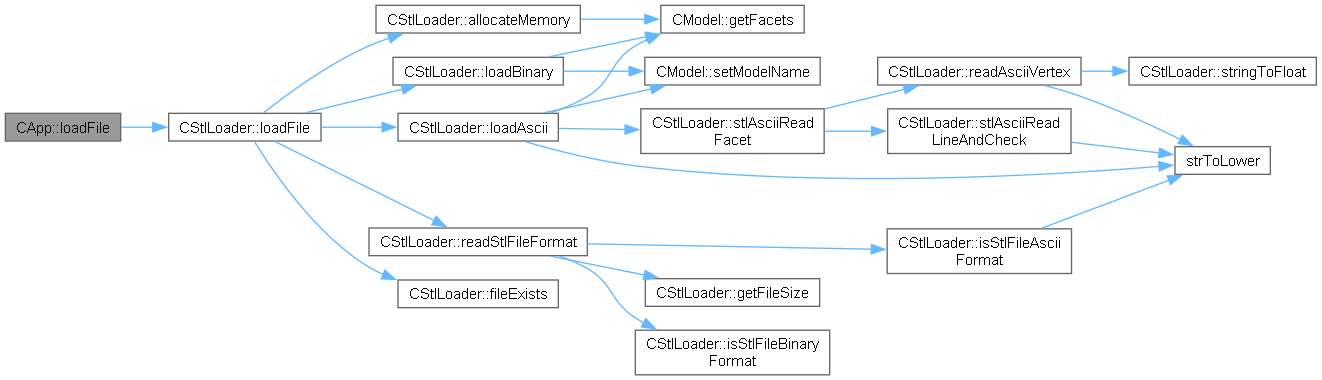 CStlLoader::allocateMemory
CModel::getFacets
CStlLoader::loadBinary
CModel::setModelName
CStlLoader::readAsciiVertex
CStlLoader::stringToFloat
CApp::loadFile
CStlLoader::loadFile
CStlLoader::loadAscii
CStlLoader::stlAsciiRead
Facet
CStlLoader::stlAsciiRead
LineAndCheck
strToLower
CStlLoader::readStlFileFormat
CStlLoader::isStlFileAscii
Format
CStlLoader::fileExists
CStlLoader::getFileSize
CStlLoader::isStlFileBinary
Format